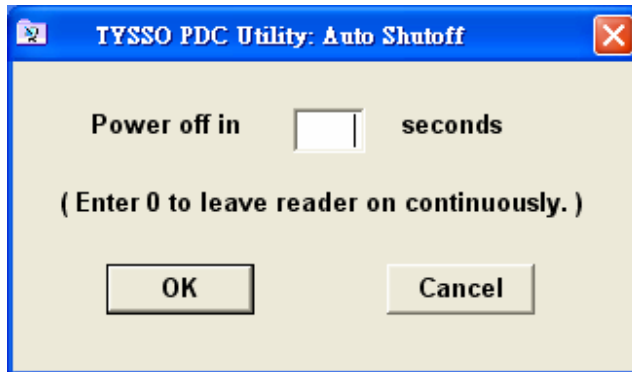 TYSSO PDC Utility: Auto Shutoff
Power off in seconds
( Enter 0 to leave reader on continuously. )
OK Cancel